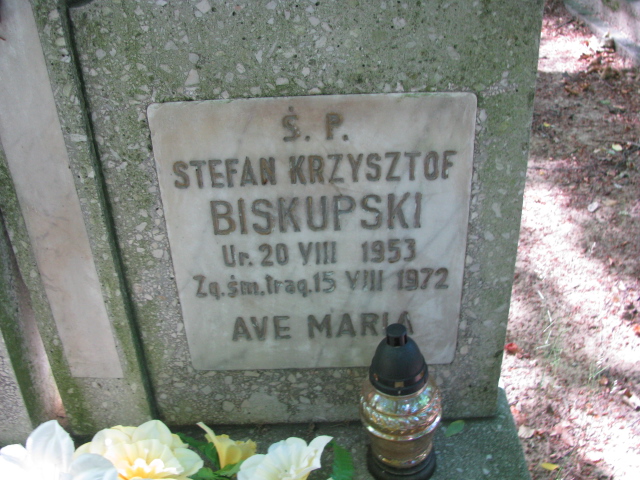 Ś. P.
STEFAN KRZYSZTOF
BISKUPSKI
Ur. 20 VIII 1953
Zg. śm. trag. 15 VIII 1972
AVE MARIA